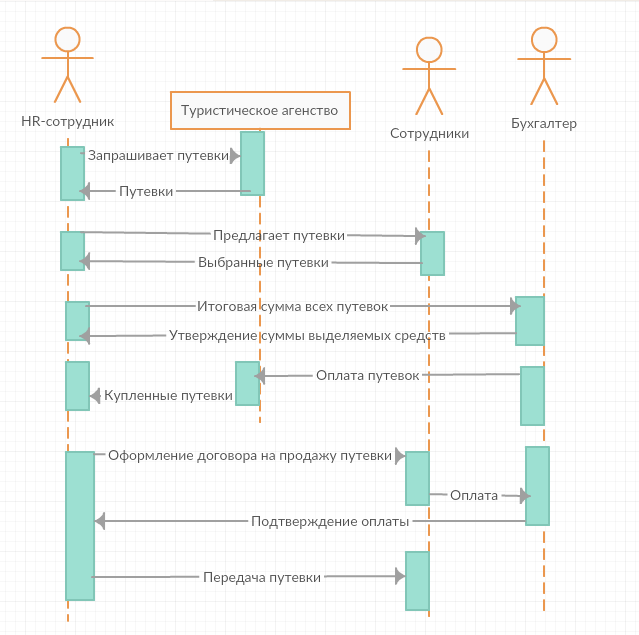 HR-сотрудник
Туристическое агенство
Сотрудники
Бухгалтер
Запрашивает путевки
Путевки
Предлагает путевки
Выбранные путевки
Итоговая сумма всех путевок
Утверждение суммы выделяемых средств
Оплата путевок
Купленные путевки
Оформление договора на продажу путевки
Оплата
Подтверждение оплаты
Передача путевки